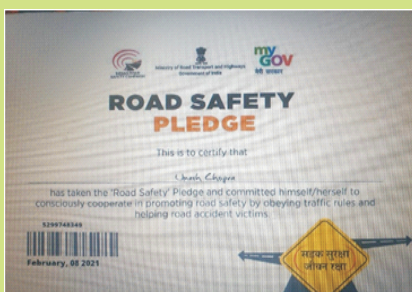 my
GOV
मेरी सरकार
Ministry of Road Transport and Highways
Government of India
ROAD SAFETY
PLEDGE
This is to certify that
Umesh Chopra
has taken the 'Road Safety' Pledge and committed himself/herself to
consciously cooperate in promoting road safety by obeying traffic rules and
helping road accident victims.
5299748349
February, 08 2021
सड़क सुरक्षा
जीवन रक्षा